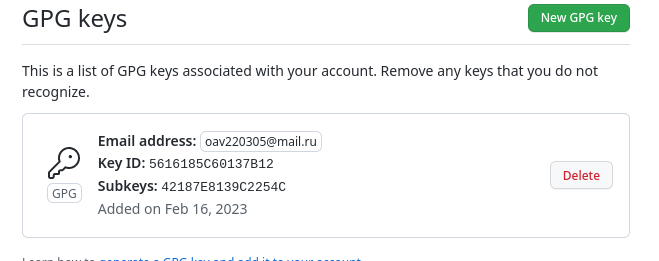 GPG keys
New GPG key
This is a list of GPG keys associated with your account. Remove any keys that you do not
recognize.
Email address: oav220305@mail.ru
Key ID: 5616185C60137B12
GPG
Subkeys: 42187E8139C2254C
Delete
Added on Feb 16, 2023
Learn how to generate a GPG key and add it to your account